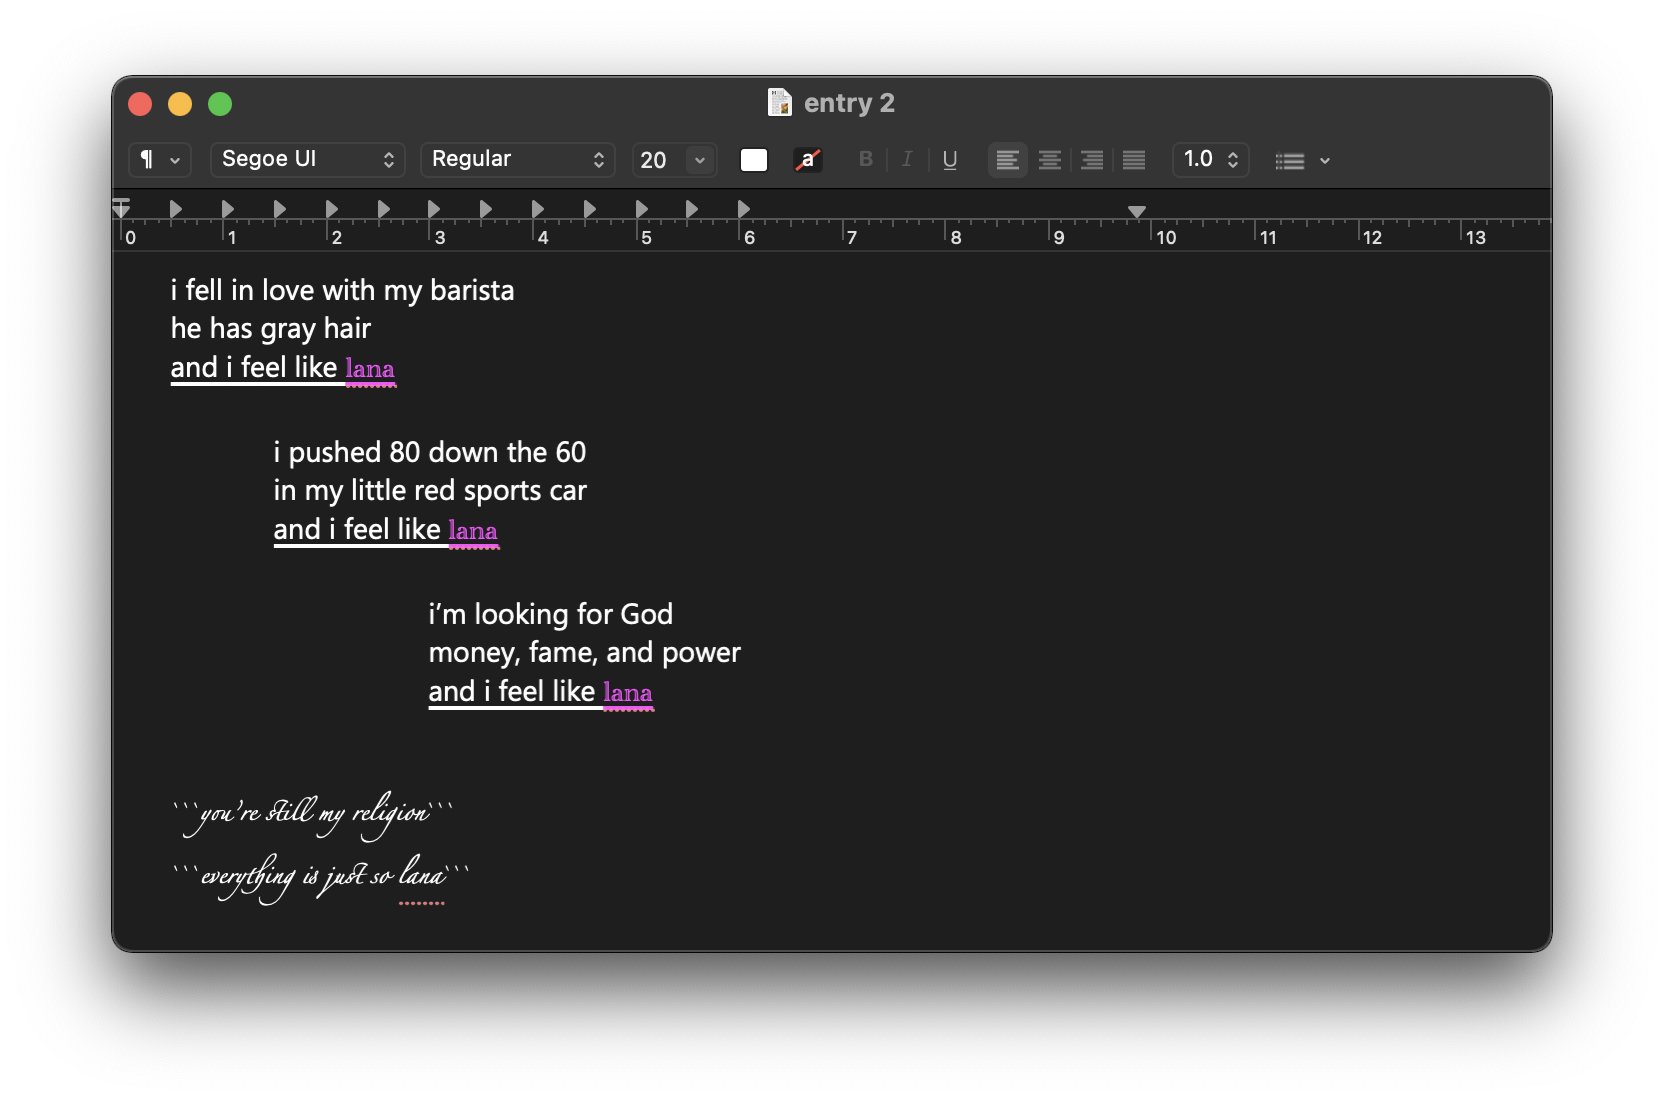 entry 2
¶ Segoe UI Regular 20 a B I U 1.0
0 1 2 3 4 5 6 7 8 9 10 11 12 13
i fell in love with my barista
he has gray hair
and i feel like lana
i pushed 80 down the 60
in my little red sports car
and i feel like lana
i’m looking for God
money, fame, and power
and i feel like lana
```you’re still my religion```
```everything is just so lana```